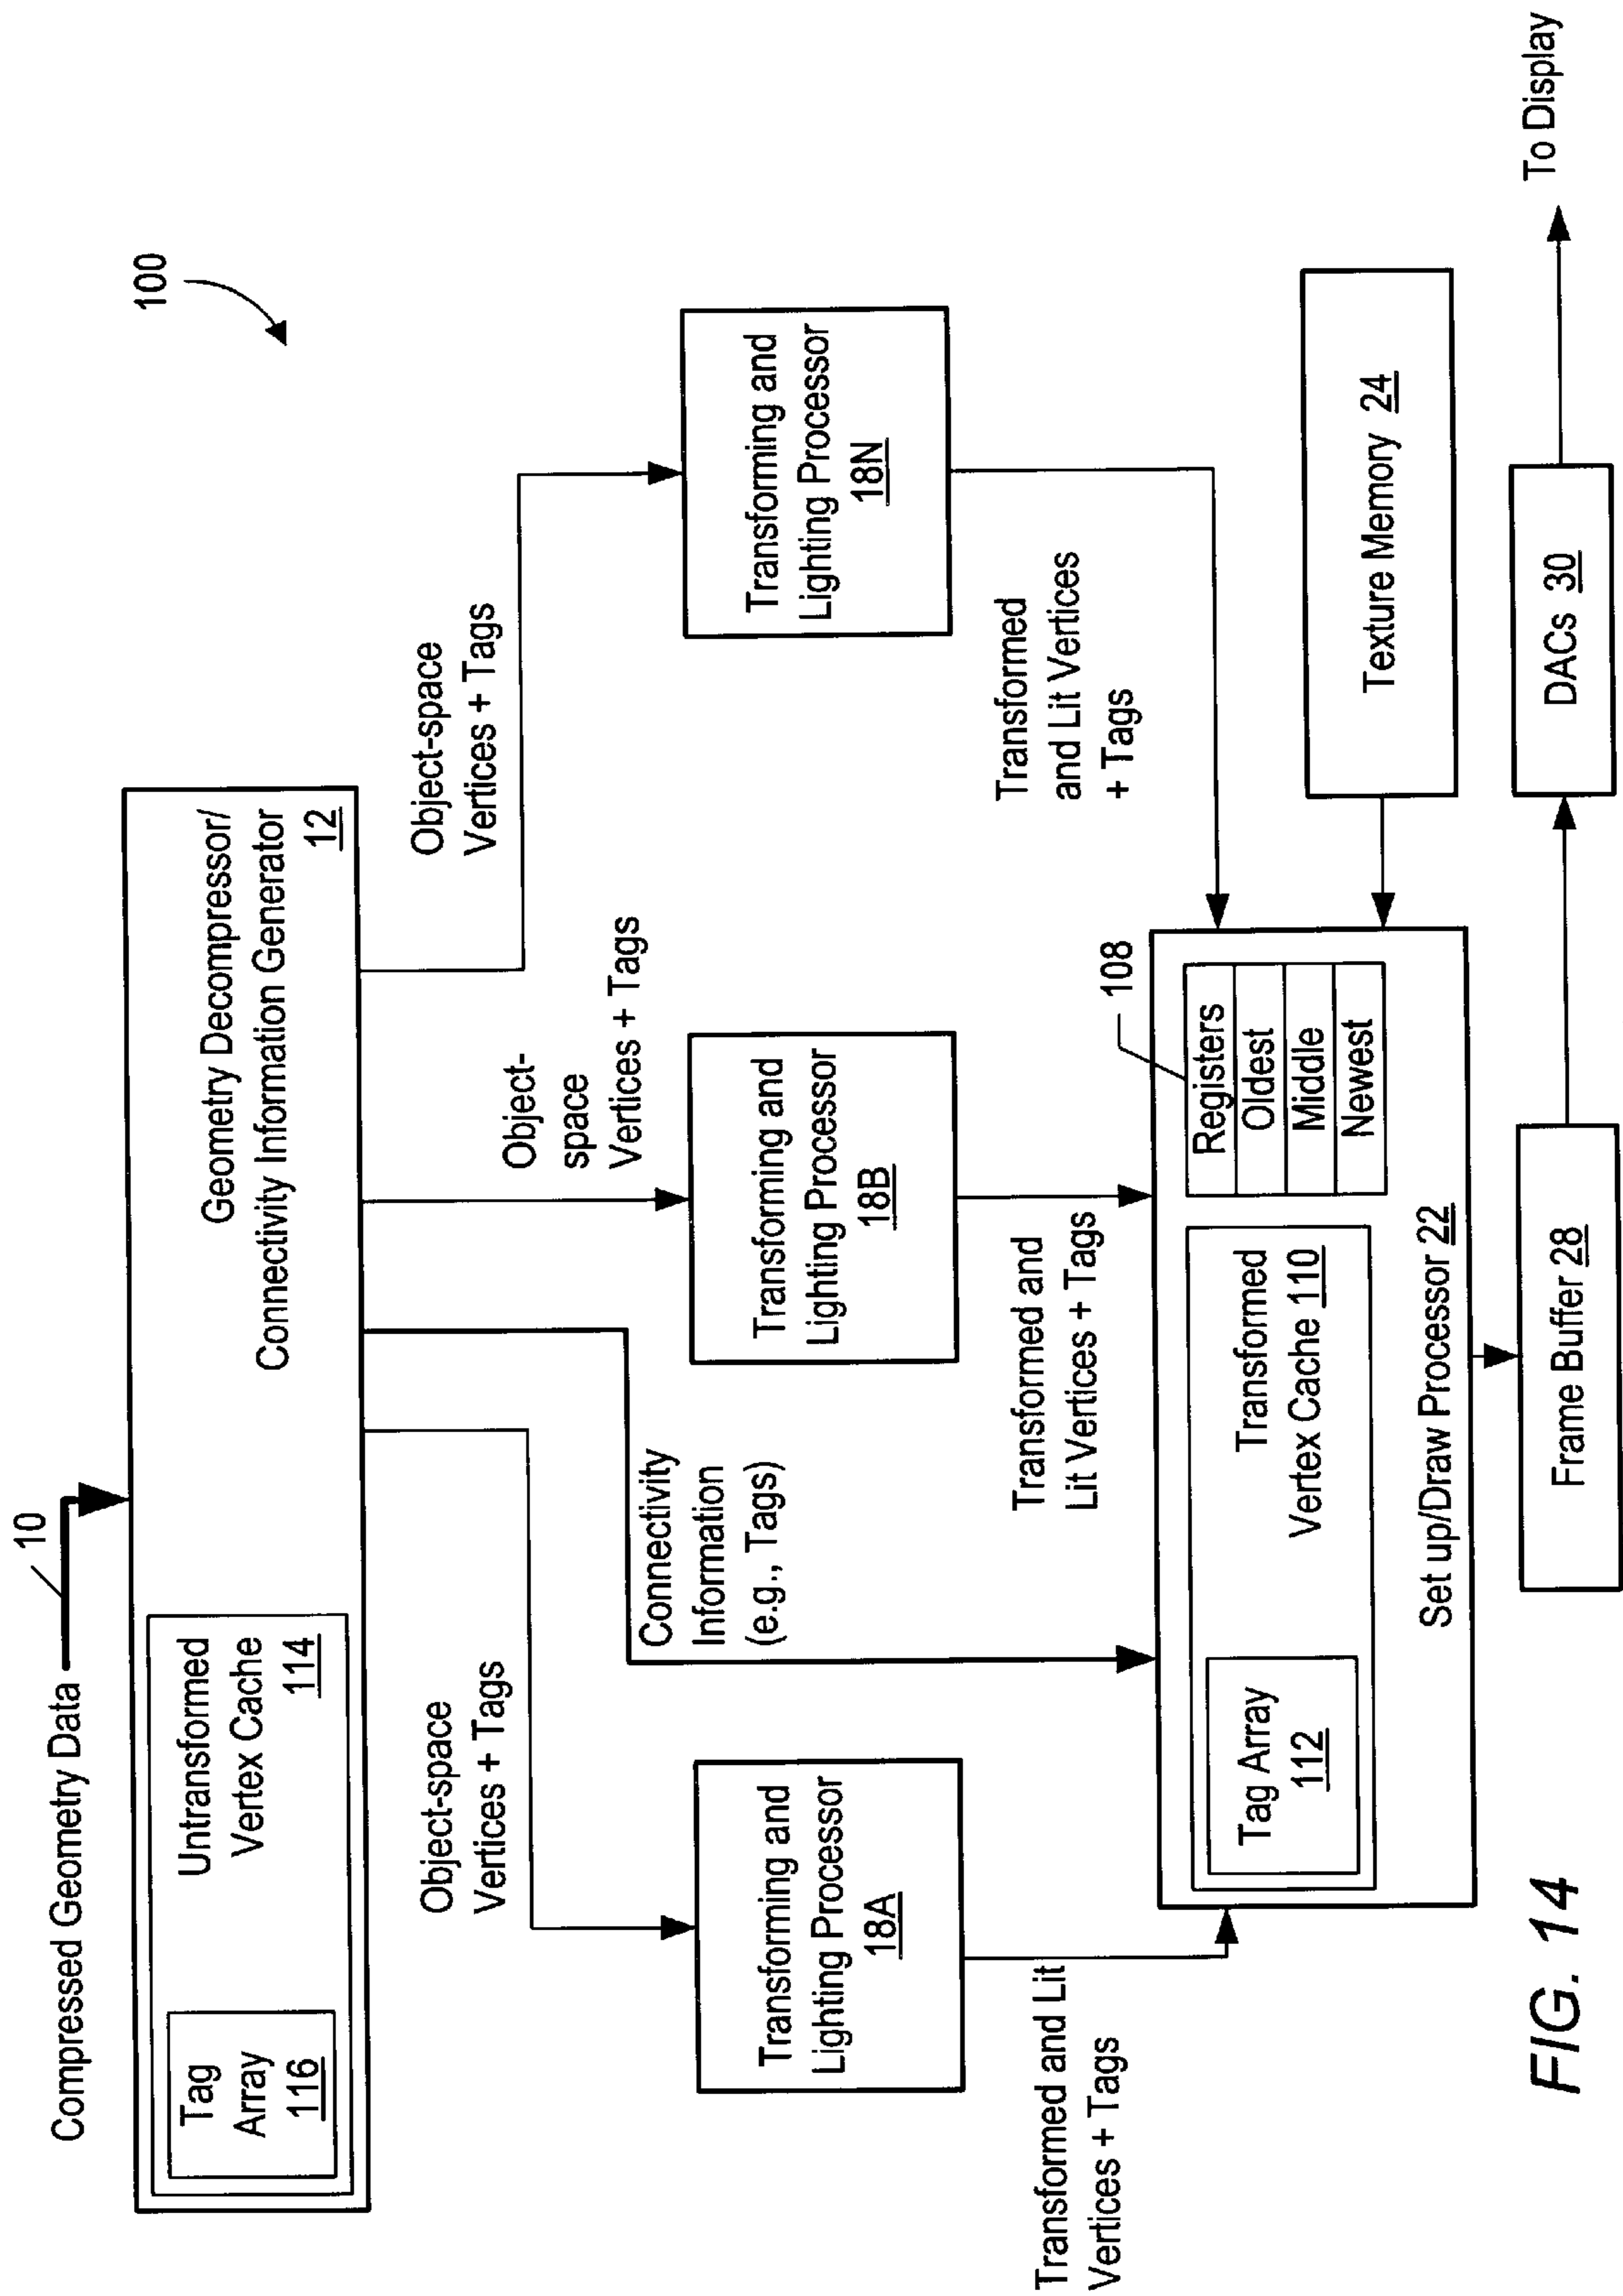 100
10
Compressed Geometry Data
Tag
Array
116
Untransformed
Vertex Cache
114
Geometry Decompressor/
Connectivity Information Generator
12
Object-space
Vertices + Tags
Connectivity
Information
(e.g., Tags)
Object-
space
Vertices + Tags
Object-space
Vertices + Tags
Transforming and
Lighting Processor
18A
Transforming and
Lighting Processor
18B
Transforming and
Lighting Processor
18N
Transformed and Lit
Vertices + Tags
Transformed and
Lit Vertices + Tags
Transformed
and Lit Vertices
+ Tags
108
Tag Array
112
Transformed
Vertex Cache 110
Registers
Oldest
Middle
Newest
Set up/Draw Processor 22
Texture Memory 24
Frame Buffer 28
DACs 30
To Display
FIG. 14